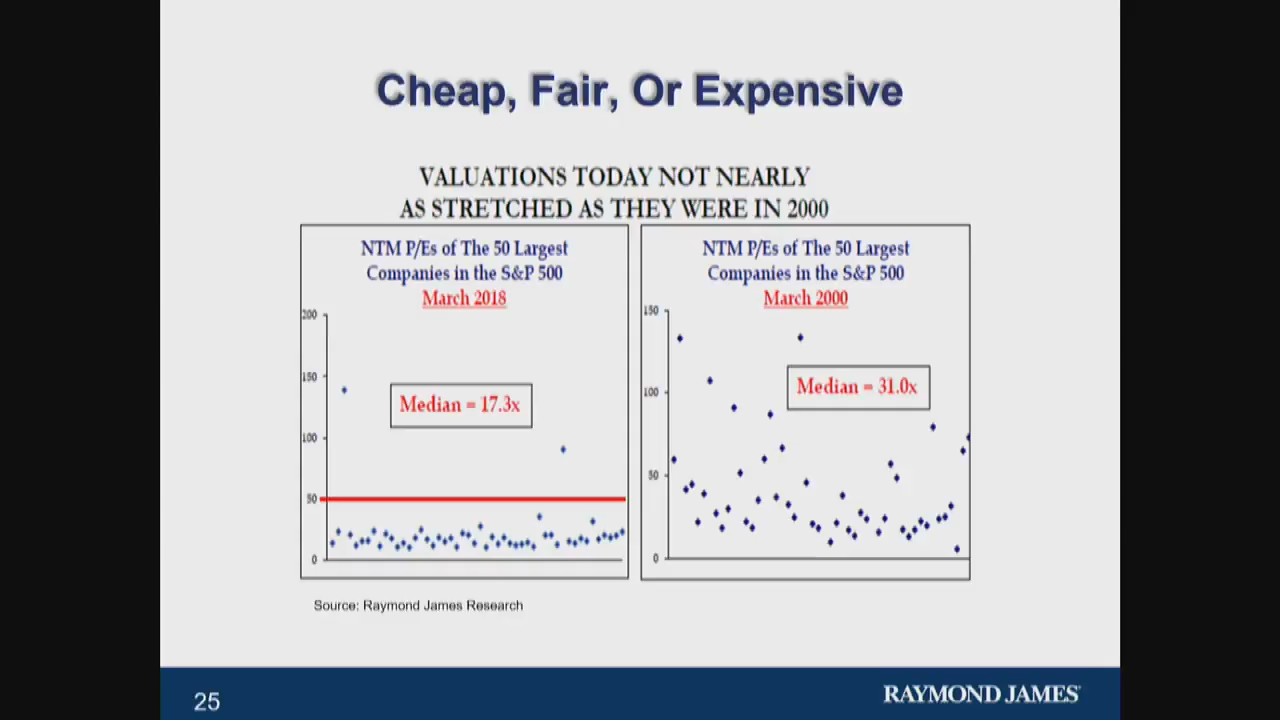 Cheap, Fair, Or Expensive
VALUATIONS TODAY NOT NEARLY
AS STRETCHED AS THEY WERE IN 2000
NTM P/Es of The 50 Largest
Companies in the S&P 500
March 2018
200
150
100
50
0
Median = 17.3x
NTM P/Es of The 50 Largest
Companies in the S&P 500
March 2000
150
100
50
0
Median = 31.0x
Source: Raymond James Research
25
RAYMOND JAMES®